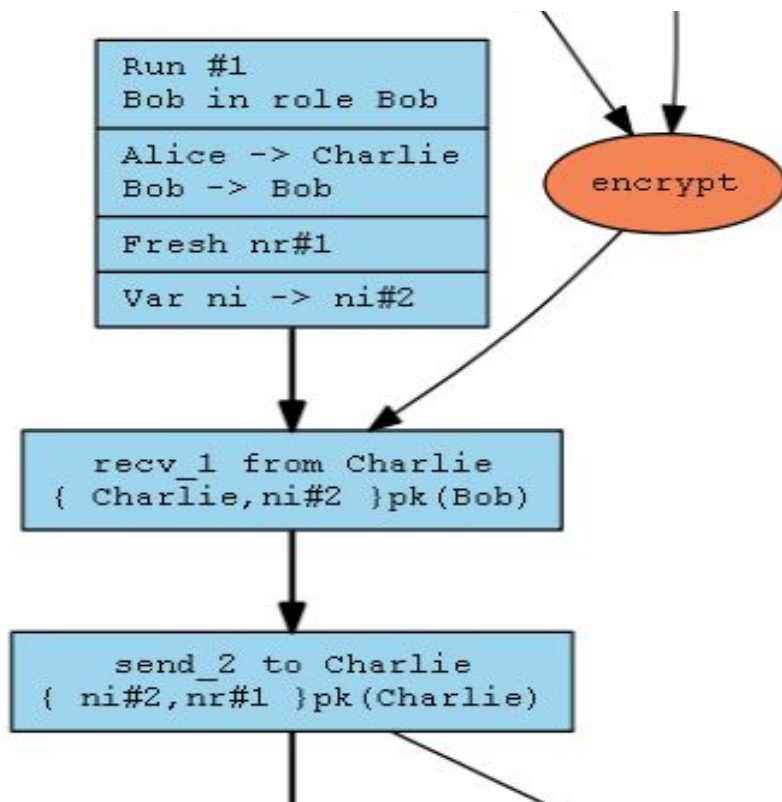 Run #1
Bob in role Bob
Alice -> Charlie
Bob -> Bob
Fresh nr#1
Var ni -> ni#2
encrypt
recv_1 from Charlie
{ Charlie,ni#2 }pk(Bob)
send_2 to Charlie
{ ni#2,nr#1 }pk(Charlie)